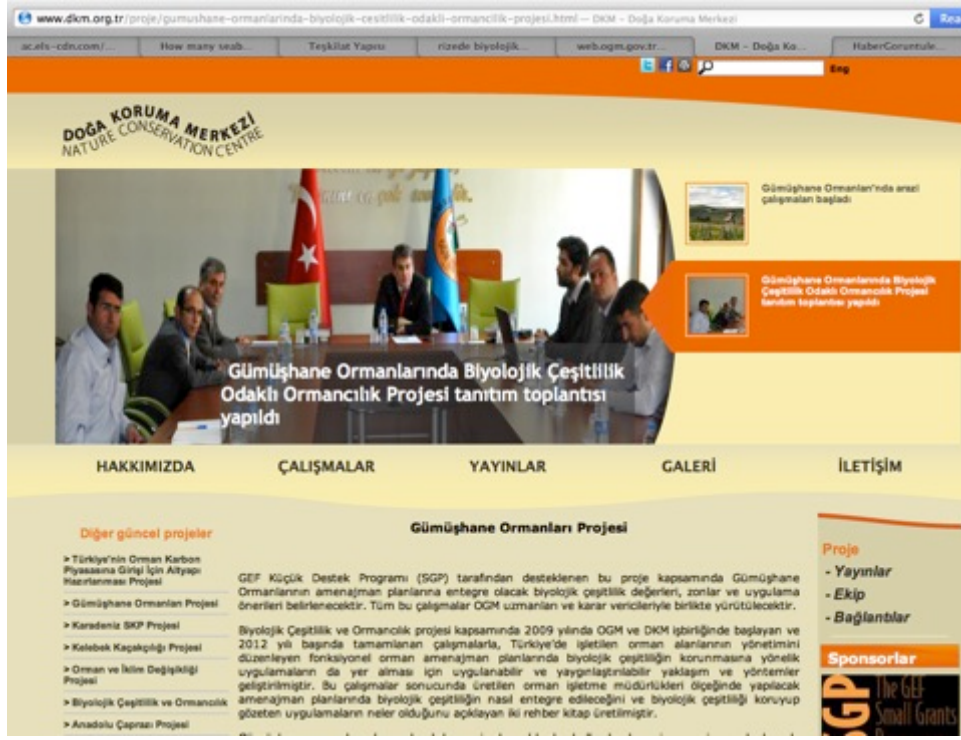 www.dkm.org.tr/proje/gumushane-ormanlarinda-biyolojik-cesitlilik-odakli-ormancilik-projesi.html — DKM – Doğa Koruma Merkezi
Rea
ac.els-cdn.com/...
How many seab...
Teşkilat Yapısı
rizede biyolojik...
web.ogm.gov.tr...
DKM – Doğa Ko...
HaberGoruntule...
Eng
DOĞA KORUMA MERKEZİ
NATURE CONSERVATION CENTRE
Gümüşhane Ormanları'nda arazi
çalışmaları başladı
Gümüşhane Ormanlarında Biyolojik
Çeşitlilik Odaklı Ormancılık Projesi
tanıtım toplantısı yapıldı
Gümüşhane Ormanlarında Biyolojik Çeşitlilik
Odaklı Ormancılık Projesi tanıtım toplantısı
yapıldı
HAKKIMIZDA
ÇALIŞMALAR
YAYINLAR
GALERİ
İLETİŞİM
Diğer güncel projeler
> Türkiye'nin Orman Karbon
Piyasasına Girişi İçin Altyapı
Hazırlanması Projesi
> Gümüşhane Ormanları Projesi
> Karadeniz SKP Projesi
> Kelebek Kaçakçılığı Projesi
> Orman ve İklim Değişikliği
Projesi
> Biyolojik Çeşitlilik ve Ormancılık
> Anadolu Çaprazı Projesi
Gümüşhane Ormanları Projesi
GEF Küçük Destek Programı (SGP) tarafından desteklenen bu proje kapsamında Gümüşhane
Ormanlarının amenajman planlarına entegre olacak biyolojik çeşitlilik değerleri, zonlar ve uygulama
önerileri belirlenecektir. Tüm bu çalışmalar OGM uzmanları ve karar vericileriyle birlikte yürütülecektir.
Biyolojik Çeşitlilik ve Ormancılık projesi kapsamında 2009 yılında OGM ve DKM işbirliğinde başlayan ve
2012 yılı başında tamamlanan çalışmalarla, Türkiye'de işletilen orman alanlarının yönetimini
düzenleyen fonksiyonel orman amenajman planlarında biyolojik çeşitliliğin korunmasına yönelik
uygulamaların da yer alması için uygulanabilir ve yaygınlaştırılabilir yaklaşım ve yöntemler
geliştirilmiştir. Bu çalışmalar sonucunda üretilen orman işletme müdürlükleri ölçeğinde yapılacak
amenajman planlarında biyolojik çeşitliliğin nasıl entegre edileceğini ve biyolojik çeşitliliği koruyup
gözeten uygulamaların neler olduğunu açıklayan iki rehber kitap üretilmiştir.
Proje
- Yayınlar
- Ekip
- Bağlantılar
Sponsorlar
SGP
The GEF
Small Grants